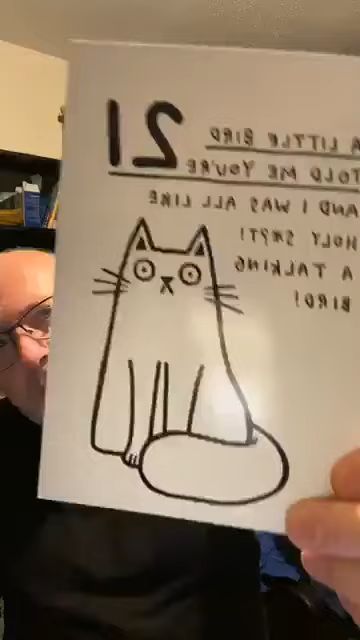 A LITTLE BIRD
TOLD ME YOU'RE
21
AND I WAS ALL LIKE
HOLY
A TALKING
BIRD!